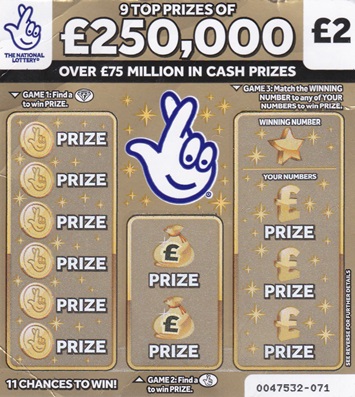 9 TOP PRIZES OF
£250,000
£2
THE NATIONAL
LOTTERY®
OVER £75 MILLION IN CASH PRIZES
GAME 1: Find a
to win PRIZE.
PRIZE
PRIZE
PRIZE
PRIZE
PRIZE
PRIZE
£
PRIZE
£
PRIZE
GAME 2: Find a
to win PRIZE.
GAME 3: Match the WINNING
NUMBER to any of YOUR
NUMBERS to win PRIZE.
WINNING NUMBER
YOUR NUMBERS
£
PRIZE
£
PRIZE
£
PRIZE
SEE REVERSE FOR FURTHER DETAILS
11 CHANCES TO WIN!
0047532-071